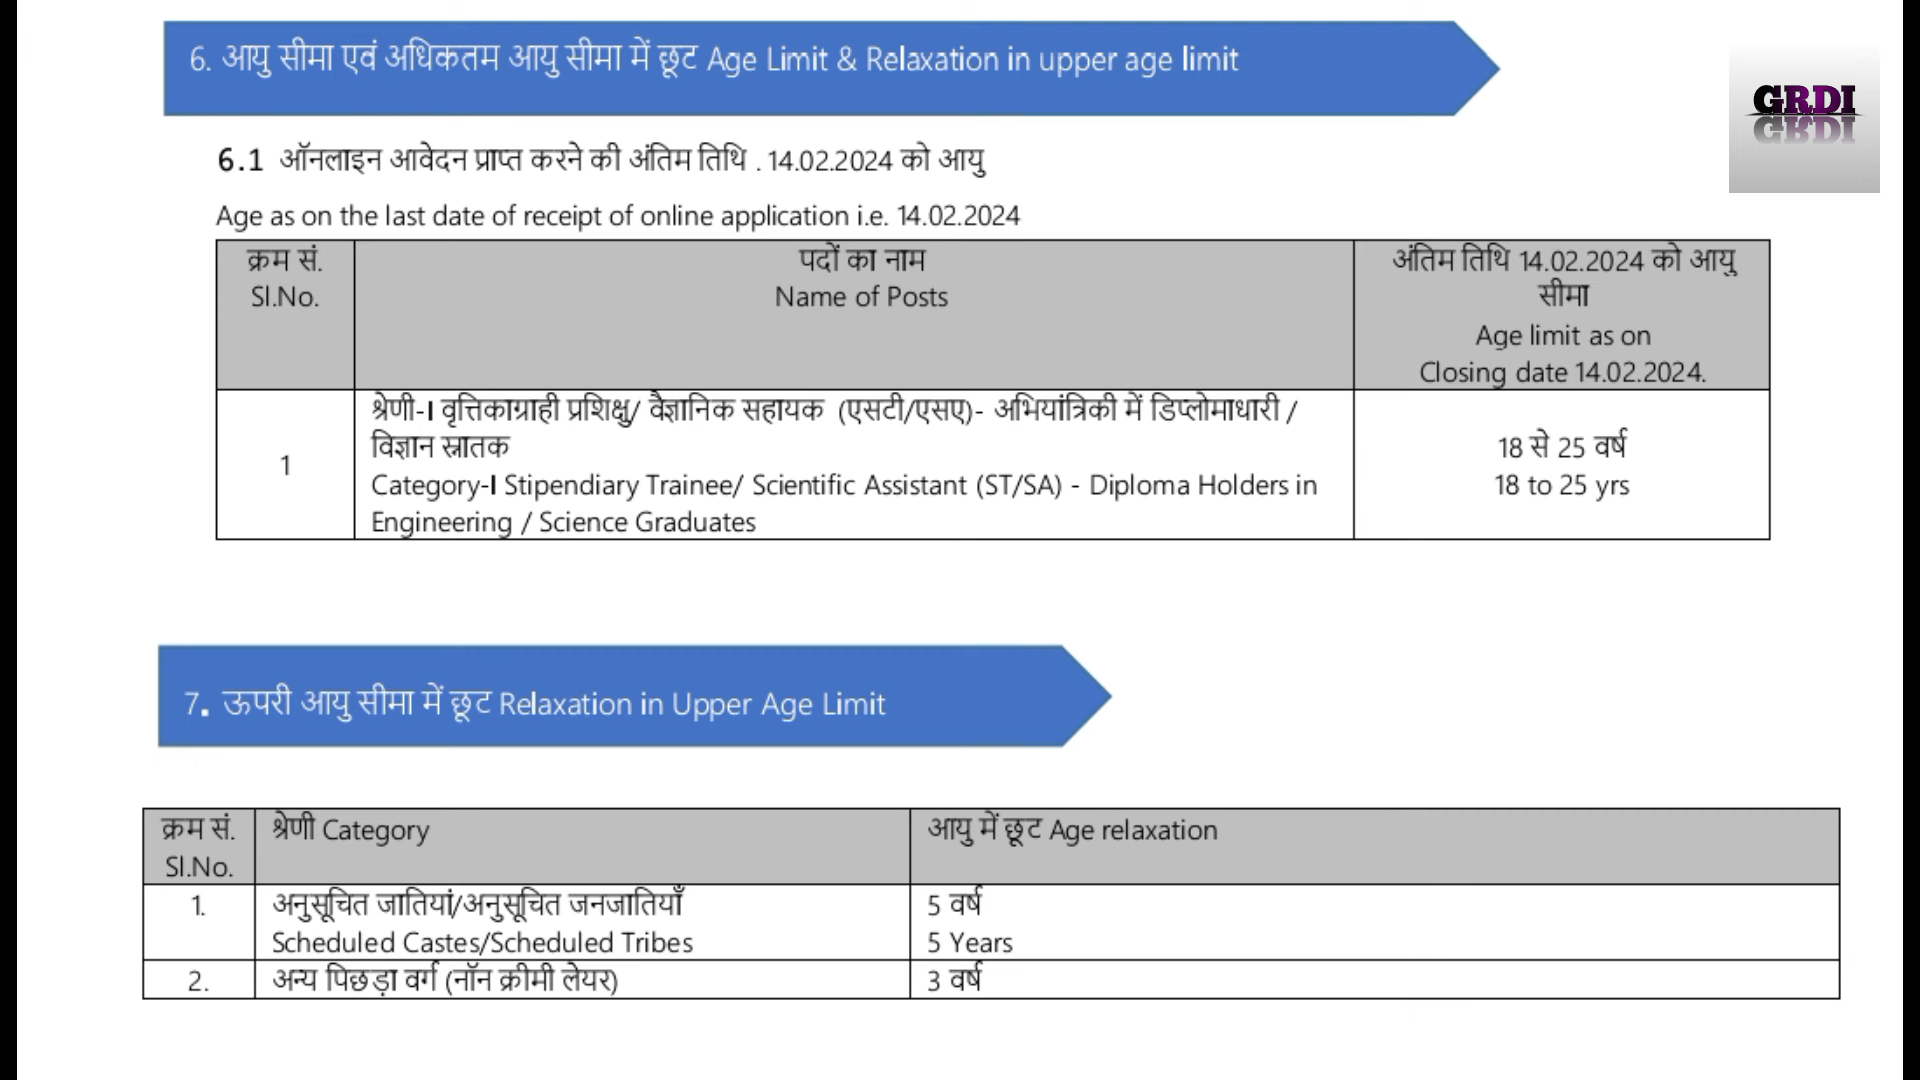 6. आयु सीमा एवं अधिकतम आयु सीमा में छूट Age Limit & Relaxation in upper age limit
GRDI
6.1 ऑनलाइन आवेदन प्राप्त करने की अंतिम तिथि . 14.02.2024 को आयु
Age as on the last date of receipt of online application i.e. 14.02.2024
क्रम सं.
Sl.No.
पदों का नाम
Name of Posts
अंतिम तिथि 14.02.2024 को आयु
सीमा
Age limit as on
Closing date 14.02.2024.
1
श्रेणी-I वृत्तिकाग्राही प्रशिक्षु/ वैज्ञानिक सहायक (एसटी/एसए)- अभियांत्रिकी में डिप्लोमाधारी /
विज्ञान स्नातक
Category-I Stipendiary Trainee/ Scientific Assistant (ST/SA) - Diploma Holders in
Engineering / Science Graduates
18 से 25 वर्ष
18 to 25 yrs
7. ऊपरी आयु सीमा में छूट Relaxation in Upper Age Limit
क्रम सं.
Sl.No.
श्रेणी Category
आयु में छूट Age relaxation
1.
अनुसूचित जातियां/अनुसूचित जनजातियाँ
Scheduled Castes/Scheduled Tribes
5 वर्ष
5 Years
2.
अन्य पिछड़ा वर्ग (नॉन क्रीमी लेयर)
3 वर्ष